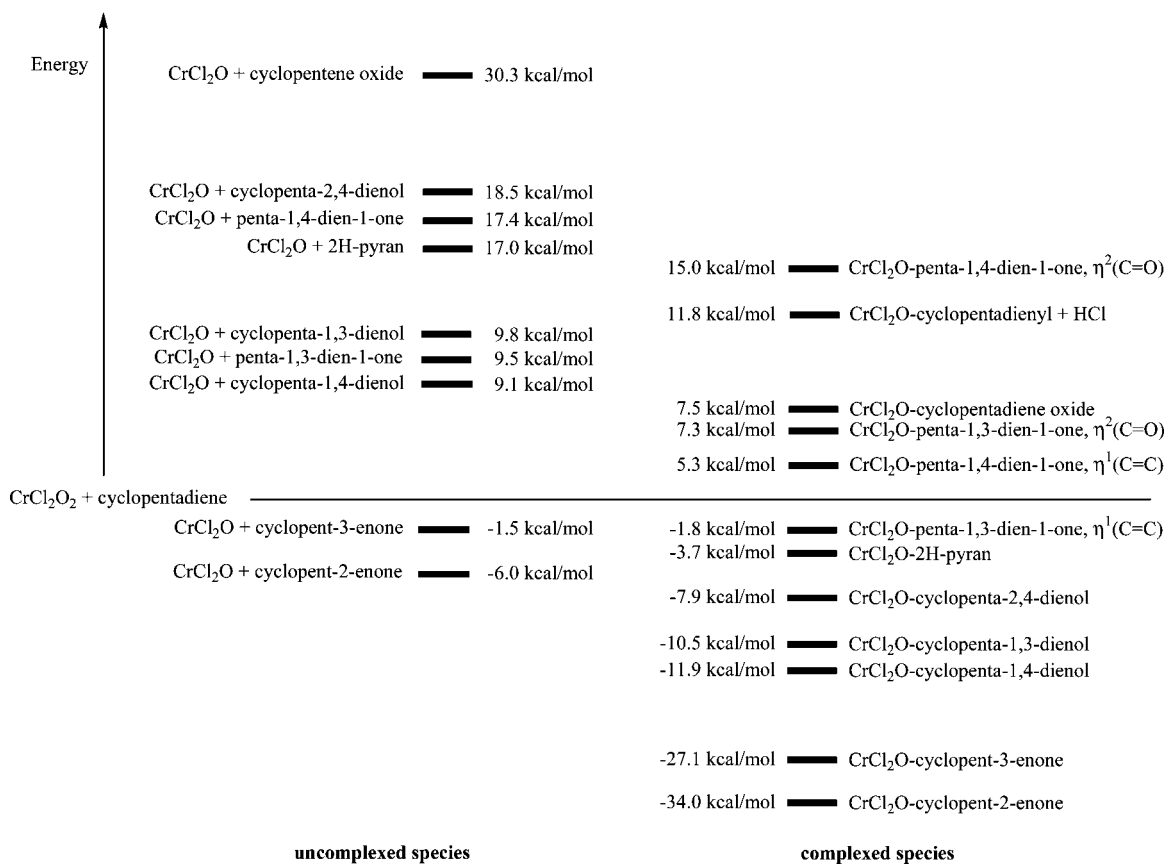 Energy
CrCl₂O + cyclopentene oxide 30.3 kcal/mol
CrCl₂O + cyclopenta-2,4-dienol 18.5 kcal/mol
CrCl₂O + penta-1,4-dien-1-one 17.4 kcal/mol
CrCl₂O + 2H-pyran 17.0 kcal/mol
15.0 kcal/mol CrCl₂O-penta-1,4-dien-1-one, η²(C=O)
11.8 kcal/mol CrCl₂O-cyclopentadienyl + HCl
CrCl₂O + cyclopenta-1,3-dienol 9.8 kcal/mol
CrCl₂O + penta-1,3-dien-1-one 9.5 kcal/mol
CrCl₂O + cyclopenta-1,4-dienol 9.1 kcal/mol
7.5 kcal/mol CrCl₂O-cyclopentadiene oxide
7.3 kcal/mol CrCl₂O-penta-1,3-dien-1-one, η²(C=O)
5.3 kcal/mol CrCl₂O-penta-1,4-dien-1-one, η¹(C=C)
CrCl₂O₂ + cyclopentadiene
CrCl₂O + cyclopent-3-enone -1.5 kcal/mol
-1.8 kcal/mol CrCl₂O-penta-1,3-dien-1-one, η¹(C=C)
-3.7 kcal/mol CrCl₂O-2H-pyran
CrCl₂O + cyclopent-2-enone -6.0 kcal/mol
-7.9 kcal/mol CrCl₂O-cyclopenta-2,4-dienol
-10.5 kcal/mol CrCl₂O-cyclopenta-1,3-dienol
-11.9 kcal/mol CrCl₂O-cyclopenta-1,4-dienol
-27.1 kcal/mol CrCl₂O-cyclopent-3-enone
-34.0 kcal/mol CrCl₂O-cyclopent-2-enone
uncomplexed species
complexed species